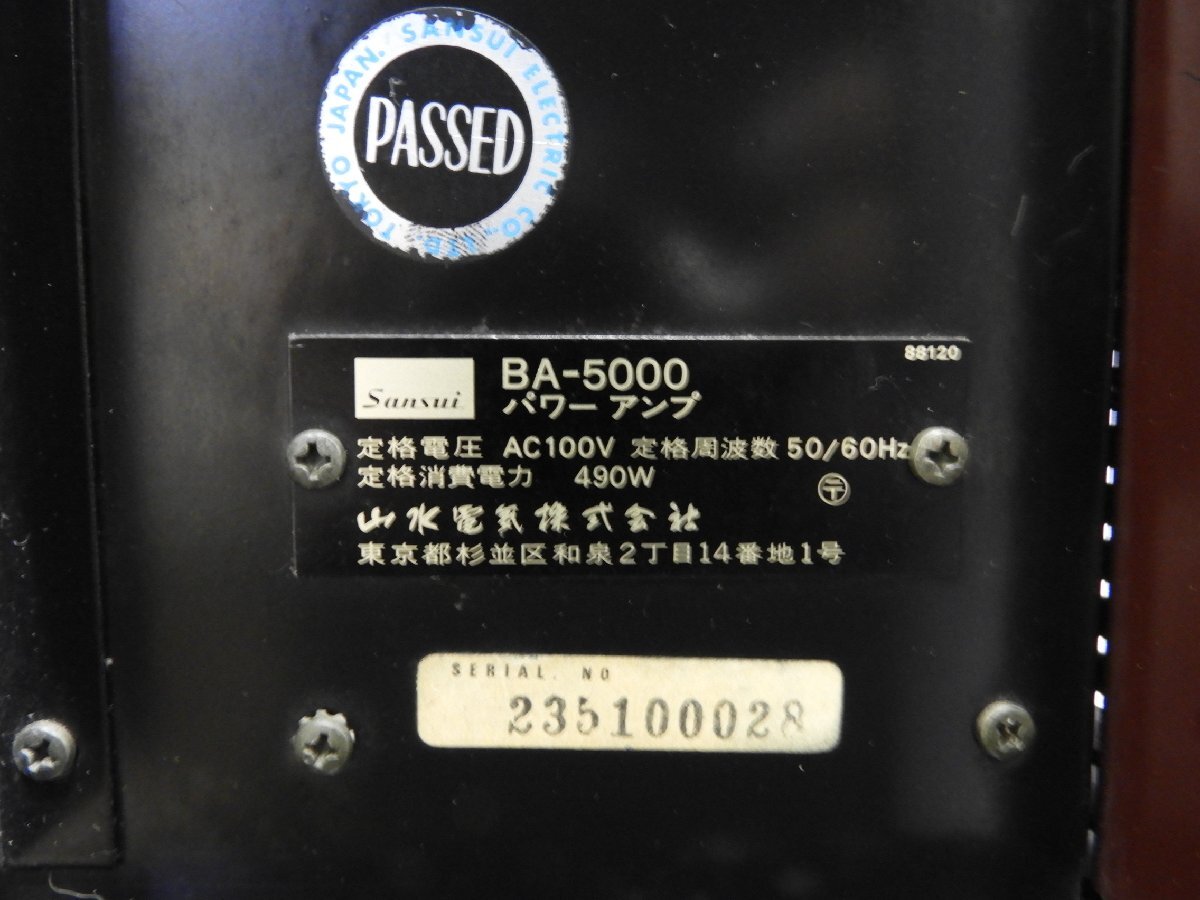 SANSUI ELECTRIC CO., LTD. TOKYO JAPAN.
PASSED
88120
Sansui
BA-5000
パワー アンプ
定格電圧 AC100V 定格周波数 50/60Hz
定格消費電力 490W
〒
山水電気株式会社
東京都杉並区和泉2丁目14番地1号
SERIAL. NO
235100028